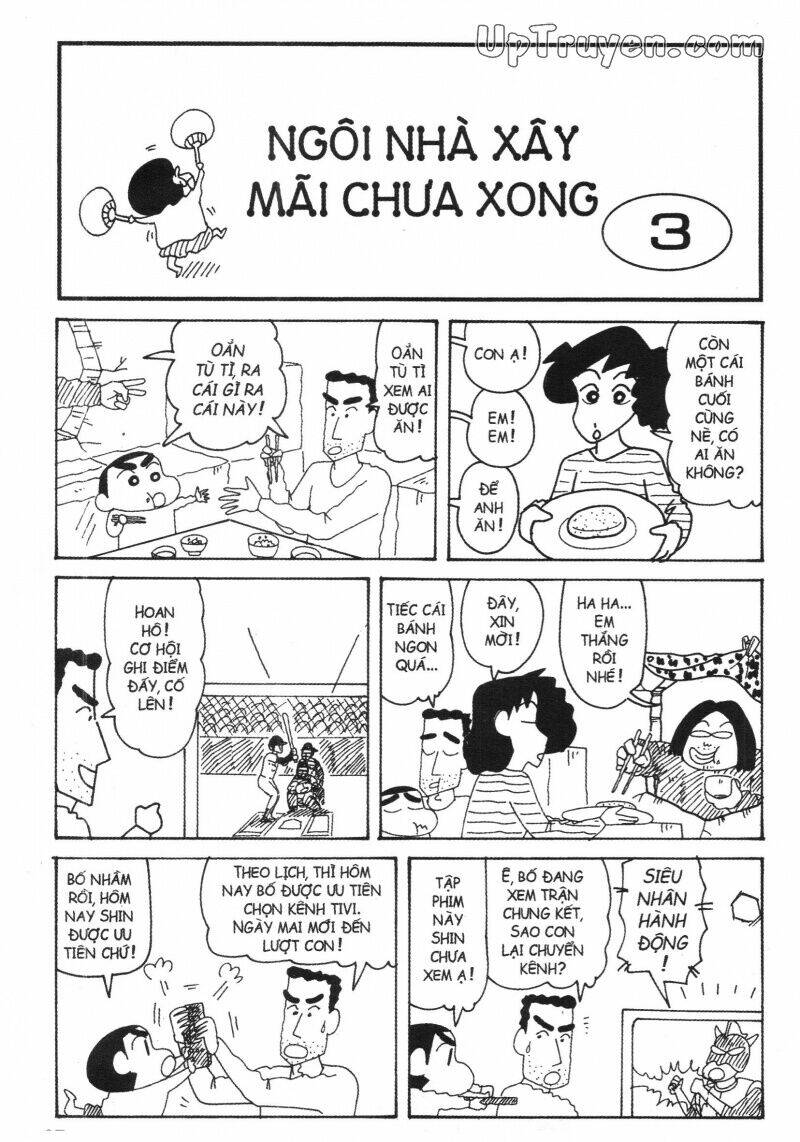 UpTruyen.com
NGÔI NHÀ XÂY
MÃI CHƯA XONG
3
CÒN
MỘT CÁI
BÁNH
CUỐI
CÙNG
NÈ, CÓ
AI ĂN
KHÔNG?
CON Ạ!
EM!
EM!
ĐỂ
ANH
ĂN!
OẲN
TÙ TÌ
XEM AI
ĐƯỢC
ĂN!
OẲN
TÙ TÌ, RA
CÁI GÌ RA
CÁI NÀY!
HA HA...
EM
THẮNG
RỒI
NHÉ!
ĐÂY,
XIN
MỜI!
TIẾC CÁI
BÁNH
NGON
QUÁ...
HOAN
HÔ!
CƠ HỘI
GHI ĐIỂM
ĐẤY, CỐ
LÊN!
SIÊU
NHÂN
HÀNH
ĐỘNG
!
Ê, BỐ ĐANG
XEM TRẬN
CHUNG KẾT,
SAO CON
LẠI CHUYỂN
KÊNH?
TẬP
PHIM
NÀY
SHIN
CHƯA
XEM Ạ!
THEO LỊCH, THÌ HÔM
NAY BỐ ĐƯỢC ƯU TIÊN
CHỌN KÊNH TIVI.
NGÀY MAI MỚI ĐẾN
LƯỢT CON!
BỐ NHẦM
RỒI, HÔM
NAY SHIN
ĐƯỢC ƯU
TIÊN CHỨ!